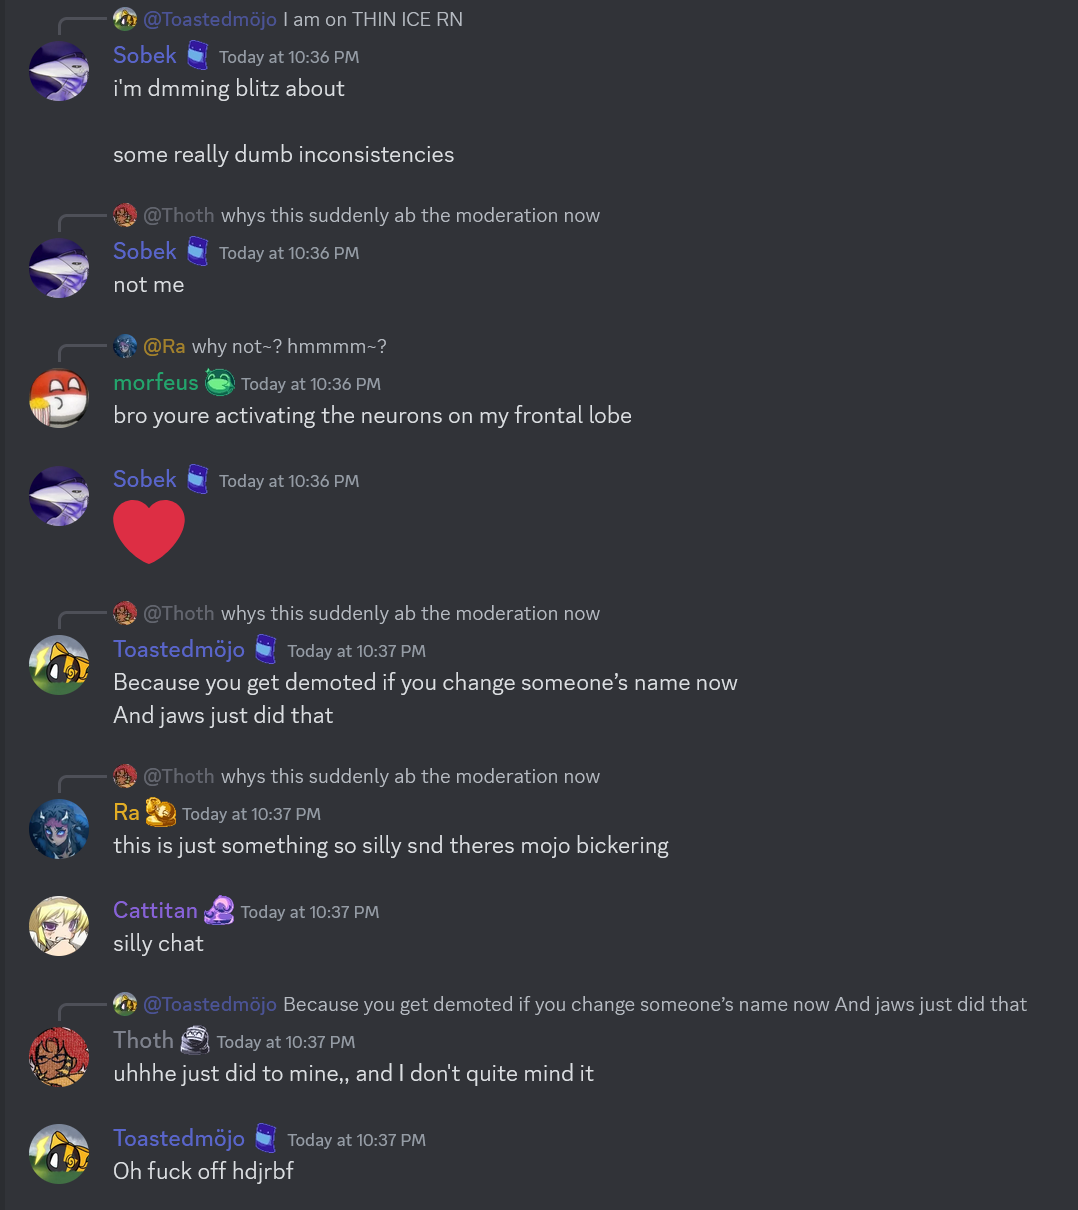 @Toastedmöjo I am on THIN ICE RN
Sobek Today at 10:36 PM
i'm dmming blitz about
some really dumb inconsistencies
@Thoth whys this suddenly ab the moderation now
Sobek Today at 10:36 PM
not me
@Ra why not~? hmmmm~?
morfeus Today at 10:36 PM
bro youre activating the neurons on my frontal lobe
Sobek Today at 10:36 PM
@Thoth whys this suddenly ab the moderation now
Toastedmöjo Today at 10:37 PM
Because you get demoted if you change someone’s name now
And jaws just did that
@Thoth whys this suddenly ab the moderation now
Ra Today at 10:37 PM
this is just something so silly snd theres mojo bickering
Cattitan Today at 10:37 PM
silly chat
@Toastedmöjo Because you get demoted if you change someone’s name now And jaws just did that
Thoth Today at 10:37 PM
uhhhe just did to mine,, and I don't quite mind it
Toastedmöjo Today at 10:37 PM
Oh fuck off hdjrbf